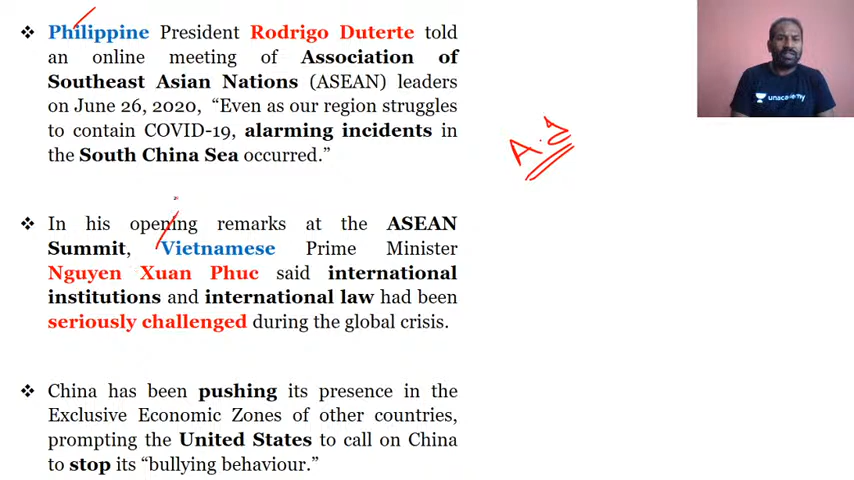 ❖ Philippine President Rodrigo Duterte told
an online meeting of Association of
Southeast Asian Nations (ASEAN) leaders
on June 26, 2020, “Even as our region struggles
to contain COVID-19, alarming incidents in
the South China Sea occurred.”
❖ In his opening remarks at the ASEAN
Summit, Vietnamese Prime Minister
Nguyen Xuan Phuc said international
institutions and international law had been
seriously challenged during the global crisis.
❖ China has been pushing its presence in the
Exclusive Economic Zones of other countries,
prompting the United States to call on China
to stop its “bullying behaviour.”
unacademy